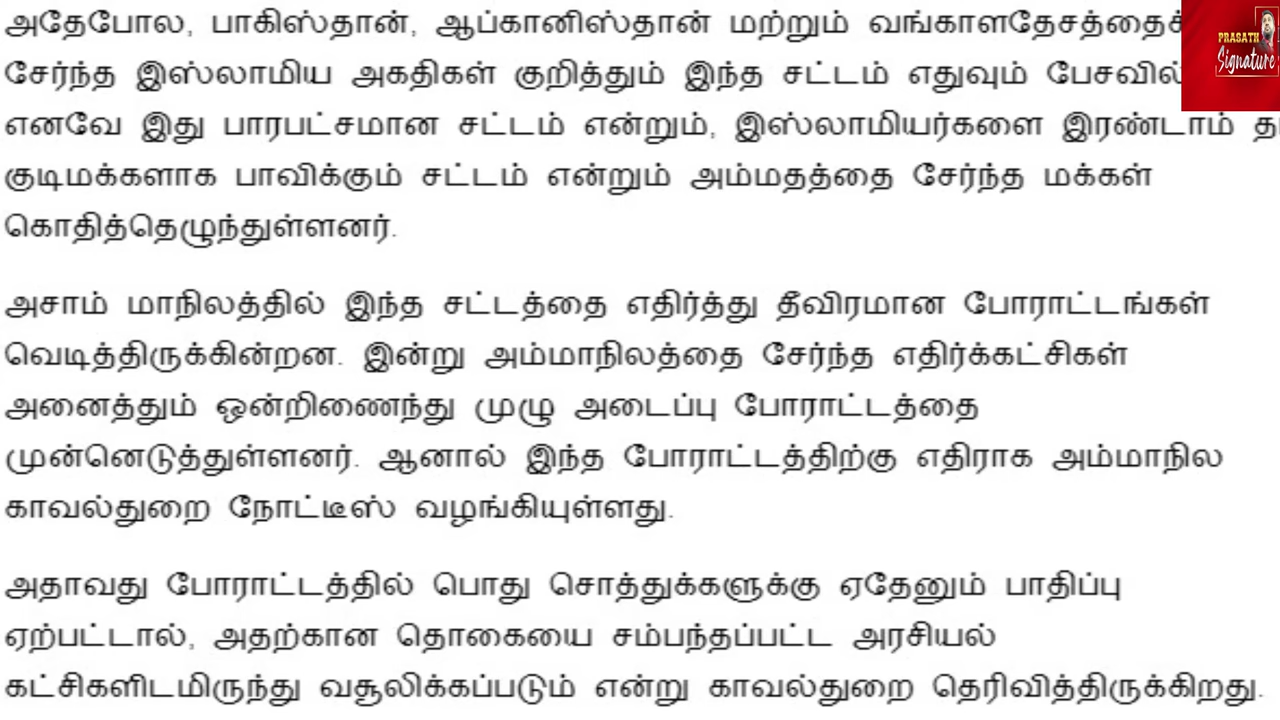 அதேபோல, பாகிஸ்தான், ஆப்கானிஸ்தான் மற்றும் வங்காளதேசத்தைக்
சேர்ந்த இஸ்லாமிய அகதிகள் குறித்தும் இந்த சட்டம் எதுவும்
எனவே இது பாரபட்சமான சட்டம் என்றும், இஸ்லாமியர்களை இரண்டாம்
குடிமக்களாக பாவிக்கும் சட்டம் என்றும் அம்மதத்தை சேர்ந்த மக்கள்
கொதித்தெழுந்துள்ளனர்.
அசாம் மாநிலத்தில் இந்த சட்டத்தை எதிர்த்து தீவிரமான போராட்டங்கள்
வெடித்திருக்கின்றன. இன்று அம்மாநிலத்தை சேர்ந்த எதிர்க்கட்சிகள்
அனைத்தும் ஒன்றிணைந்து முழு அடைப்பு போராட்டத்தை
முன்னெடுத்துள்ளனர். ஆனால் இந்த போராட்டத்திற்கு எதிராக அம்மாநில
காவல்துறை நோட்டீஸ் வழங்கியுள்ளது.
அதாவது போராட்டத்தில் பொது சொத்துக்களுக்கு ஏதேனும் பாதிப்பு
ஏற்பட்டால், அதற்கான தொகையை சம்பந்தப்பட்ட அரசியல்
கட்சிகளிடமிருந்து வசூலிக்கப்படும் என்று காவல்துறை தெரிவித்திருக்கிறது.
PRASATH
Signature